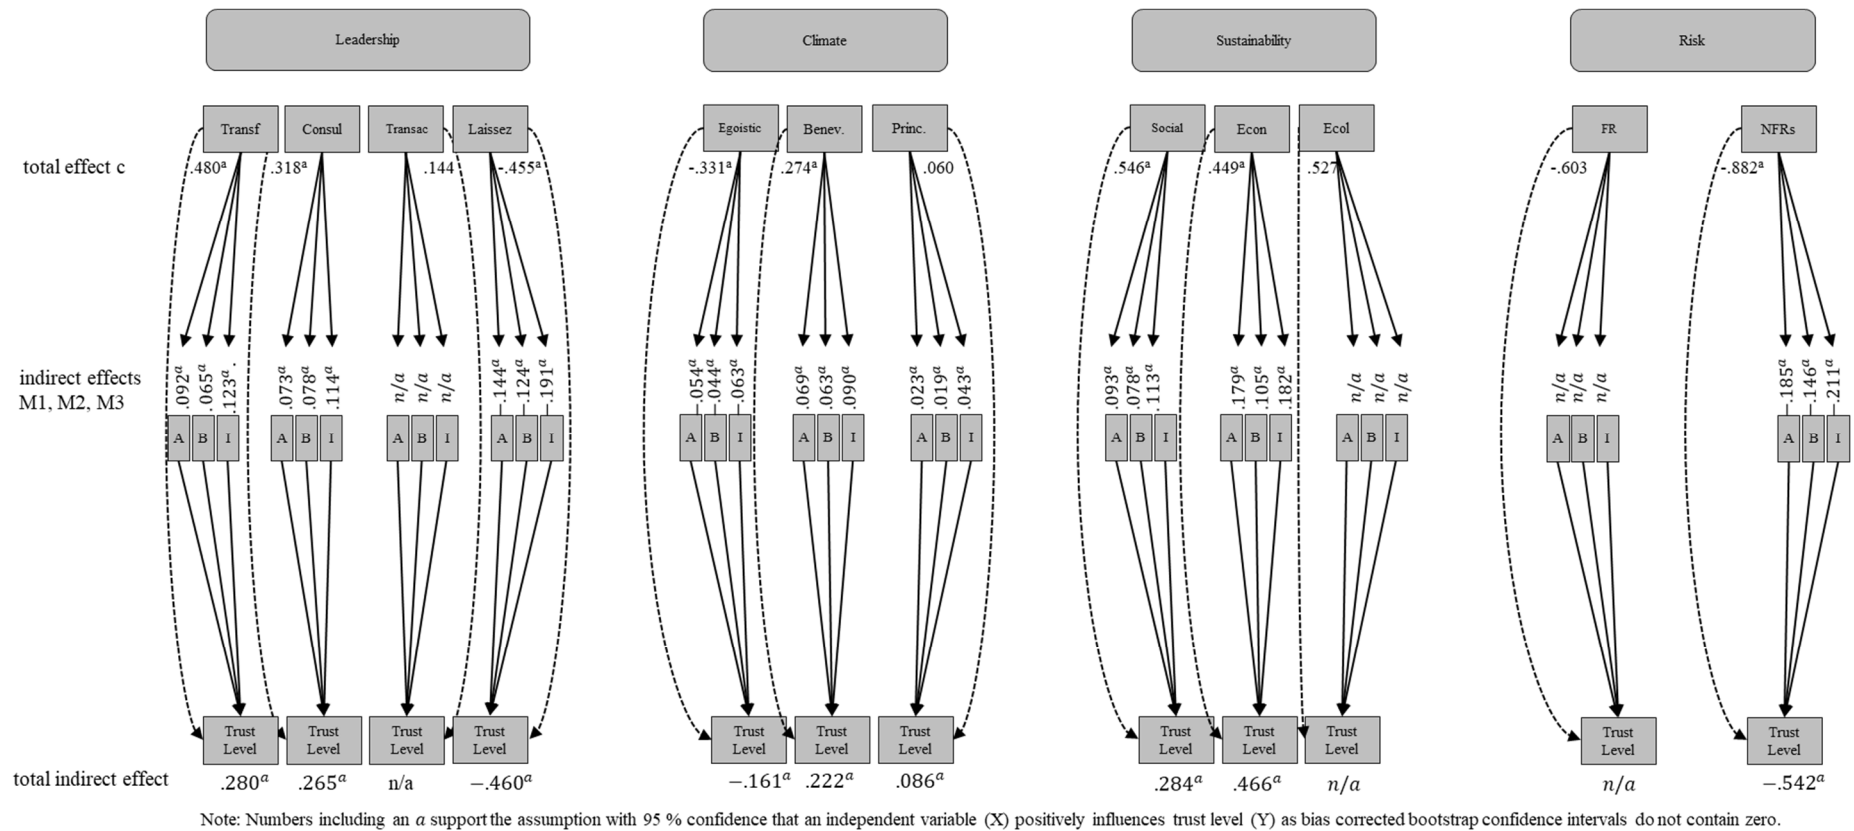 Leadership
Climate
Sustainability
Risk
Transf
Consul
Transac
Laissez
Egoistic
Benev.
Princ.
Social
Econ
Ecol
FR
NFRs
total effect c
.480ᵃ
.318ᵃ
.144
-.455ᵃ
-.331ᵃ
.274ᵃ
.060
.546ᵃ
.449ᵃ
.527
-.603
-.882ᵃ
indirect effects
M1, M2, M3
.092ᵃ
.065ᵃ
.123ᵃ.
.073ᵃ
.078ᵃ
.114ᵃ
n/a
n/a
n/a
−.144ᵃ
−.124ᵃ
−.191ᵃ
−.054ᵃ
−.044ᵃ
−.063ᵃ
.069ᵃ
.063ᵃ
.090ᵃ
.023ᵃ
.019ᵃ
.043ᵃ
.093ᵃ
.078ᵃ
.113ᵃ
.179ᵃ
.105ᵃ
.182ᵃ
n/a
n/a
n/a
n/a
n/a
n/a
−.185ᵃ
−.146ᵃ
−.211ᵃ
A B I
A B I
A B I
A B I
A B I
A B I
A B I
A B I
A B I
A B I
A B I
A B I
Trust
Level
Trust
Level
Trust
Level
Trust
Level
Trust
Level
Trust
Level
Trust
Level
Trust
Level
Trust
Level
Trust
Level
Trust
Level
Trust
Level
total indirect effect
.280ᵃ
.265ᵃ
n/a
−.460ᵃ
−.161ᵃ
.222ᵃ
.086ᵃ
.284ᵃ
.466ᵃ
n/a
n/a
−.542ᵃ
Note: Numbers including an a support the assumption with 95 % confidence that an independent variable (X) positively influences trust level (Y) as bias corrected bootstrap confidence intervals do not contain zero.